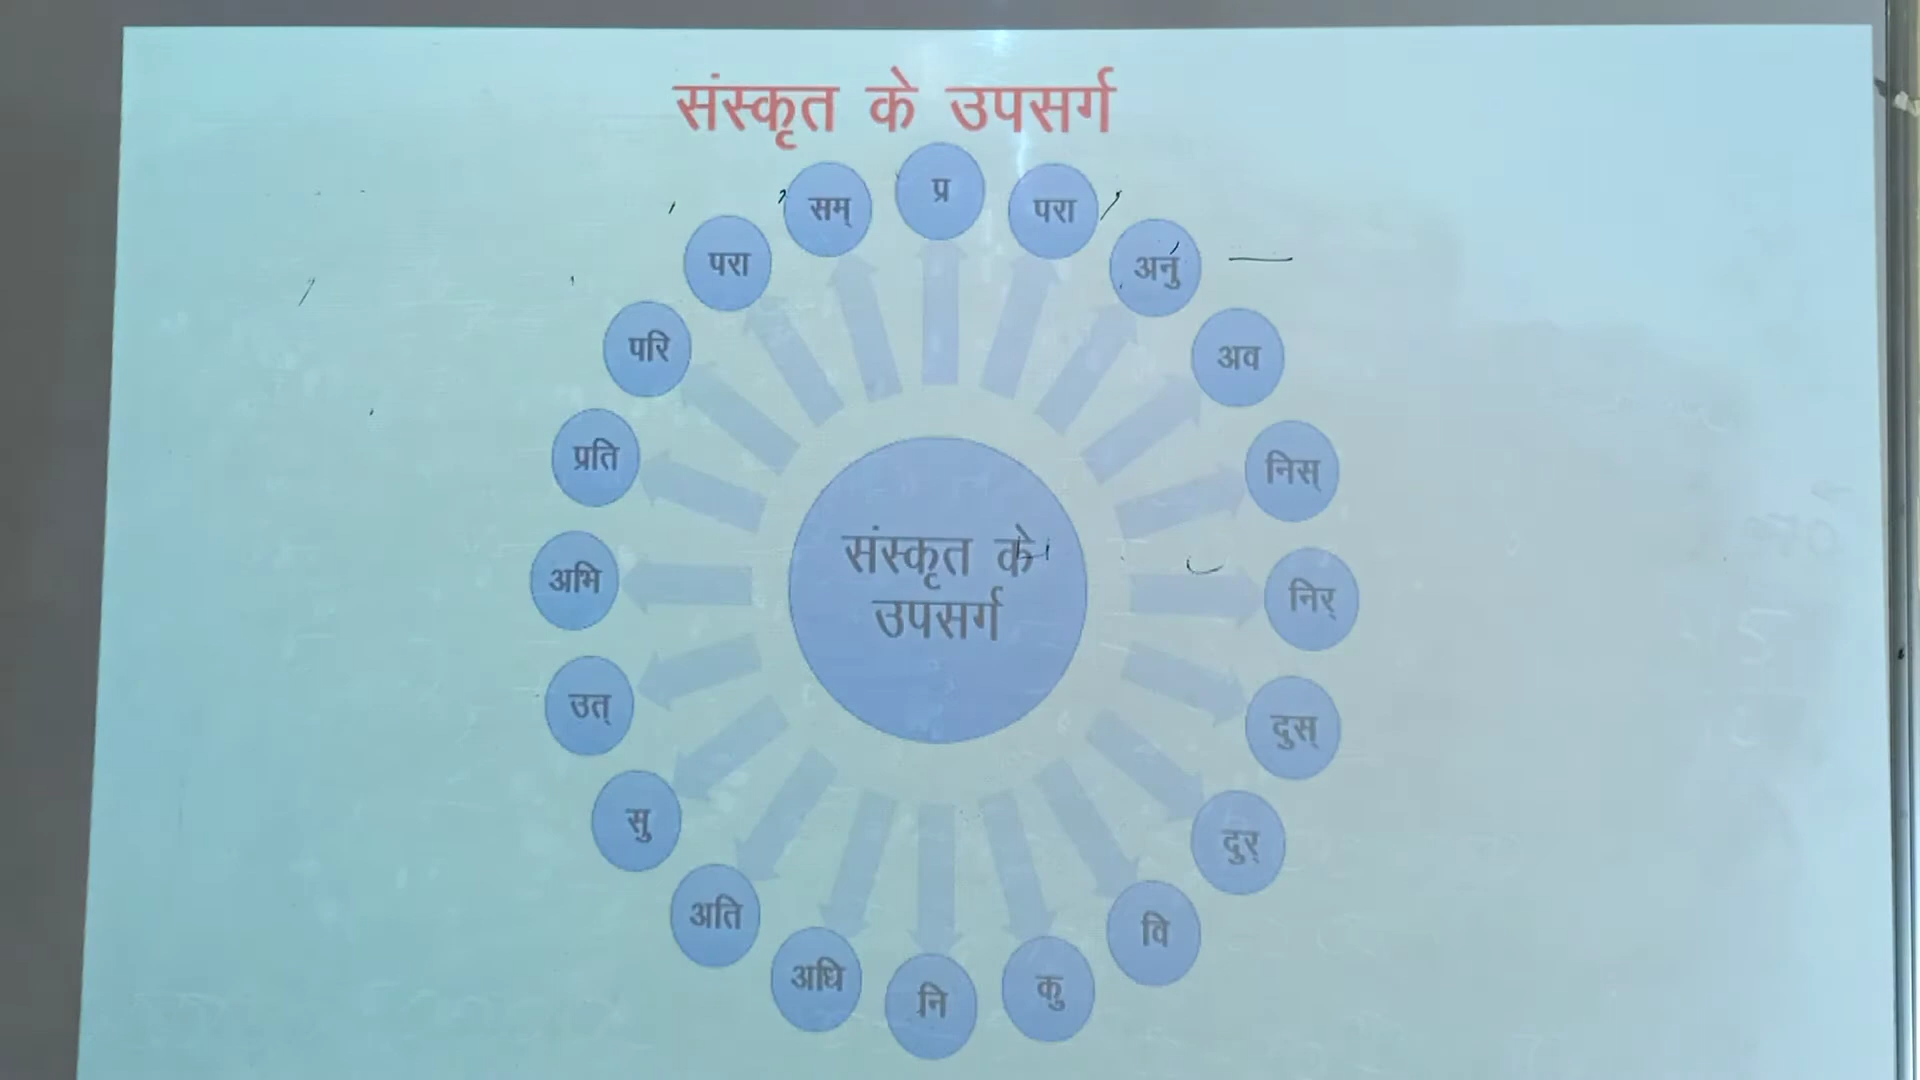 संस्कृत के उपसर्ग
प्र
परा
अनु
अव
निस्
निर्
दुस्
दुर्
वि
कु
नि
अधि
अति
सु
उत्
अभि
प्रति
परि
परा
सम्
संस्कृत के
उपसर्ग